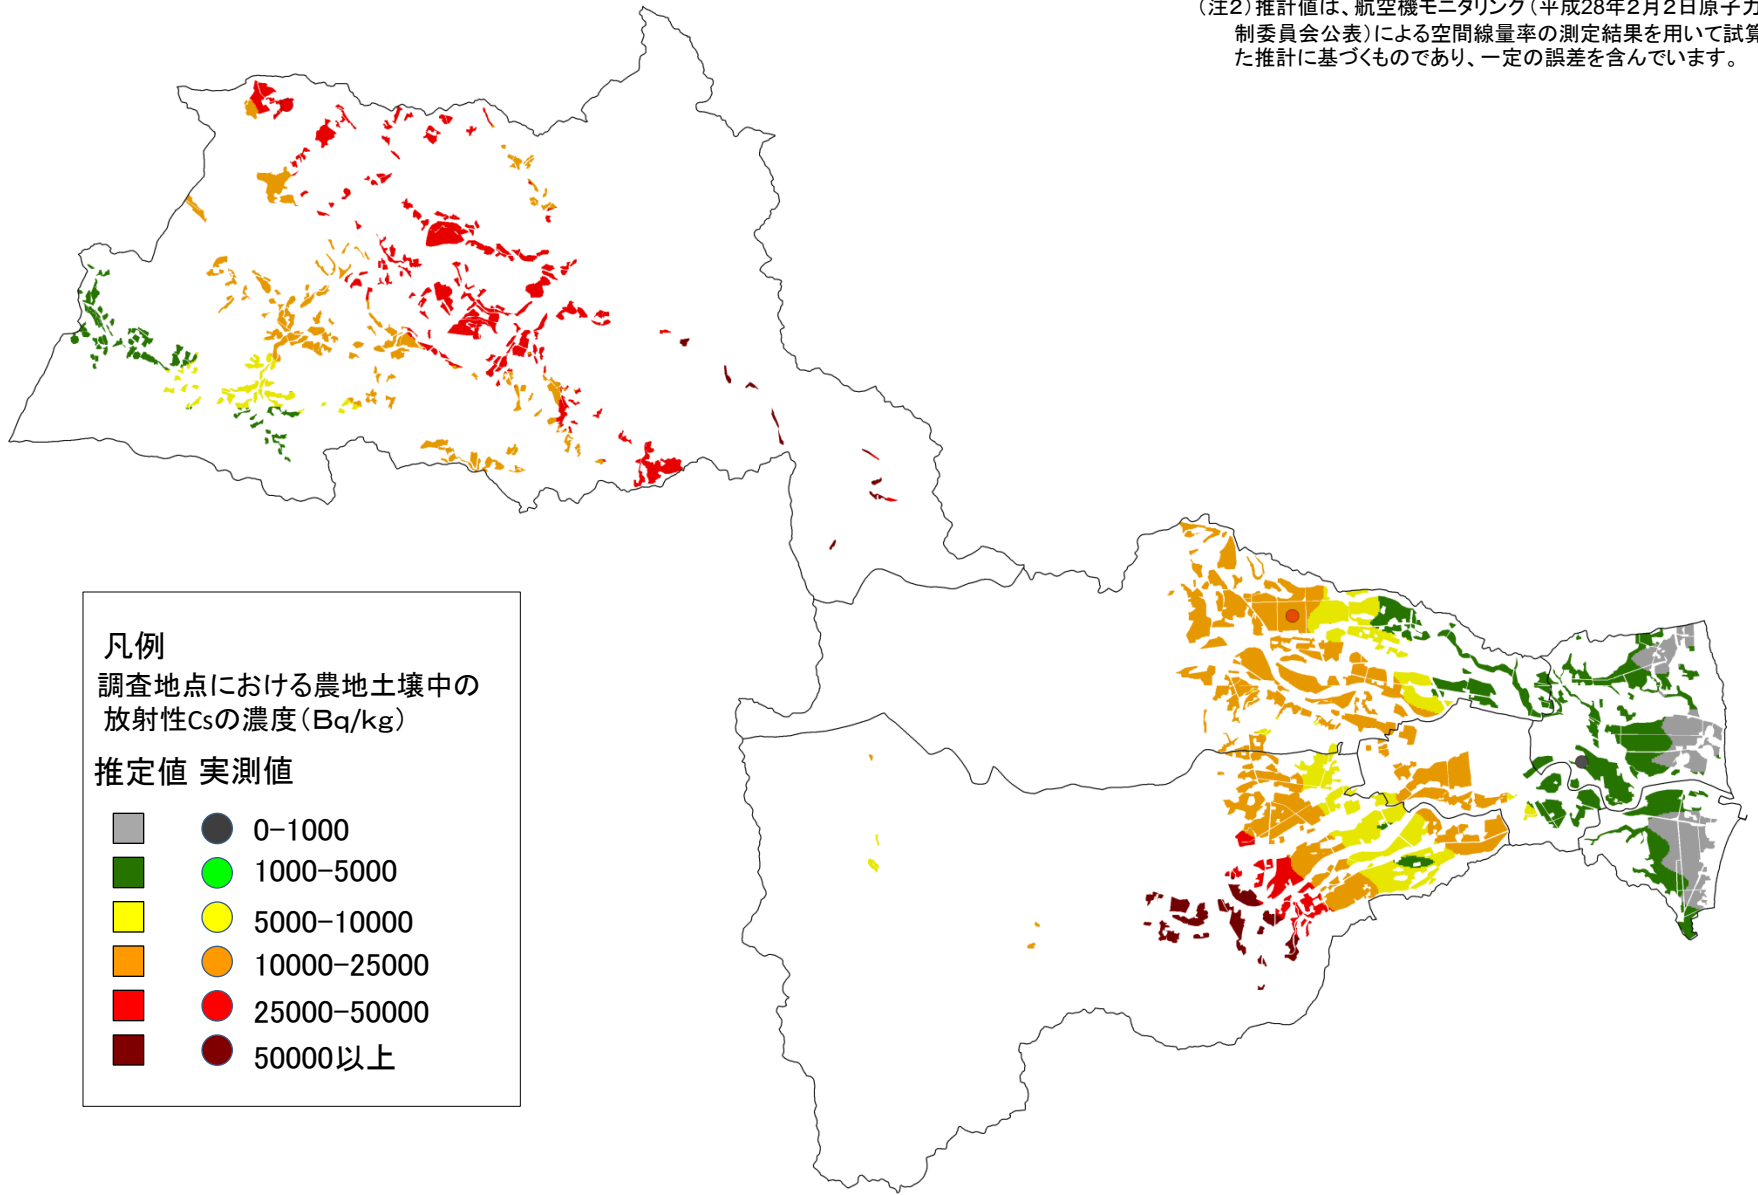 (注2)推計値は、航空機モニタリング(平成28年2月2日原子力
制委員会公表)による空間線量率の測定結果を用いて試算
た推計に基づくものであり、一定の誤差を含んでいます。
凡例
調査地点における農地土壌中の
放射性Csの濃度(Bq/kg)
推定値 実測値
0-1000
1000-5000
5000-10000
10000-25000
25000-50000
50000以上